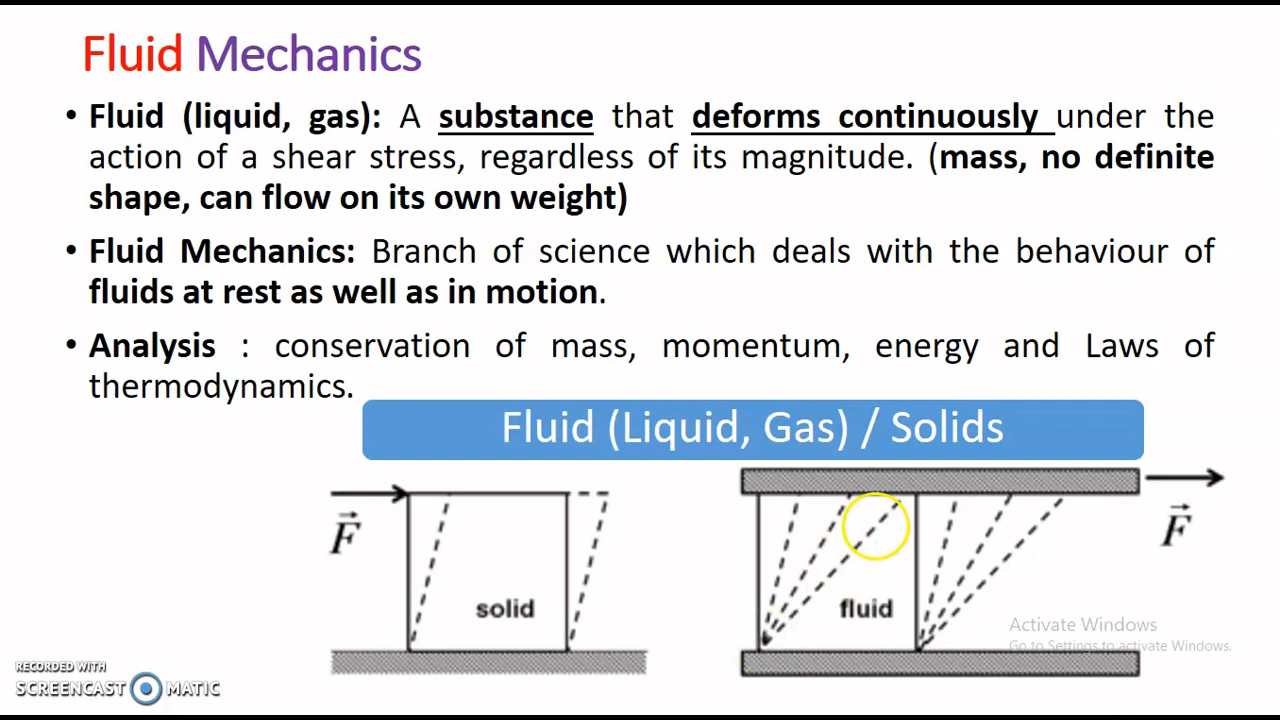 Fluid Mechanics
• Fluid (liquid, gas): A substance that deforms continuously under the
action of a shear stress, regardless of its magnitude. (mass, no definite
shape, can flow on its own weight)
• Fluid Mechanics: Branch of science which deals with the behaviour of
fluids at rest as well as in motion.
• Analysis : conservation of mass, momentum, energy and Laws of
thermodynamics.
Fluid (Liquid, Gas) / Solids
F
F
solid
fluid
Activate Windows
Go to Settings to activate Windows.
RECORDED WITH
SCREENCAST MATIC